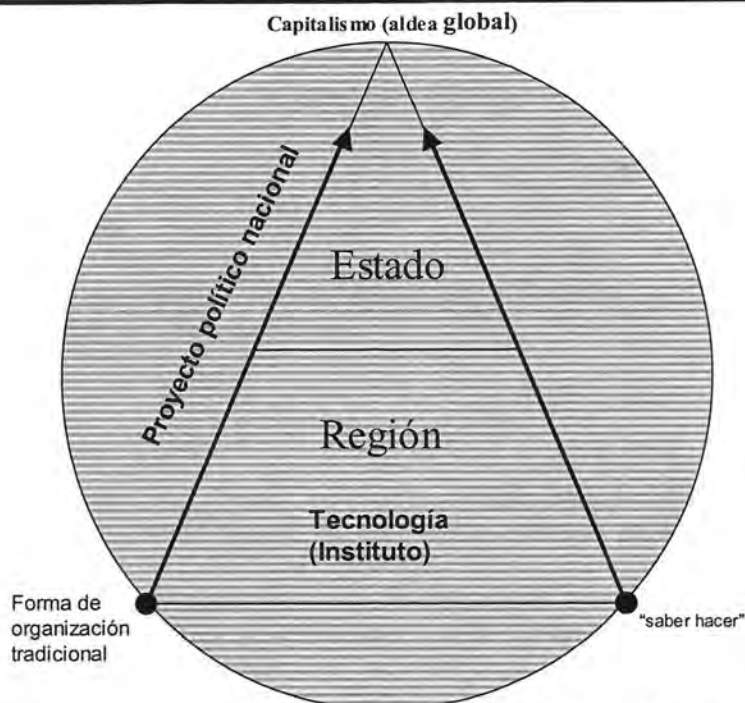 Capitalismo (aldea global)
Proyecto político nacional
Estado
Región
Tecnología
(Instituto)
Forma de
organización
tradicional
"saber hacer"